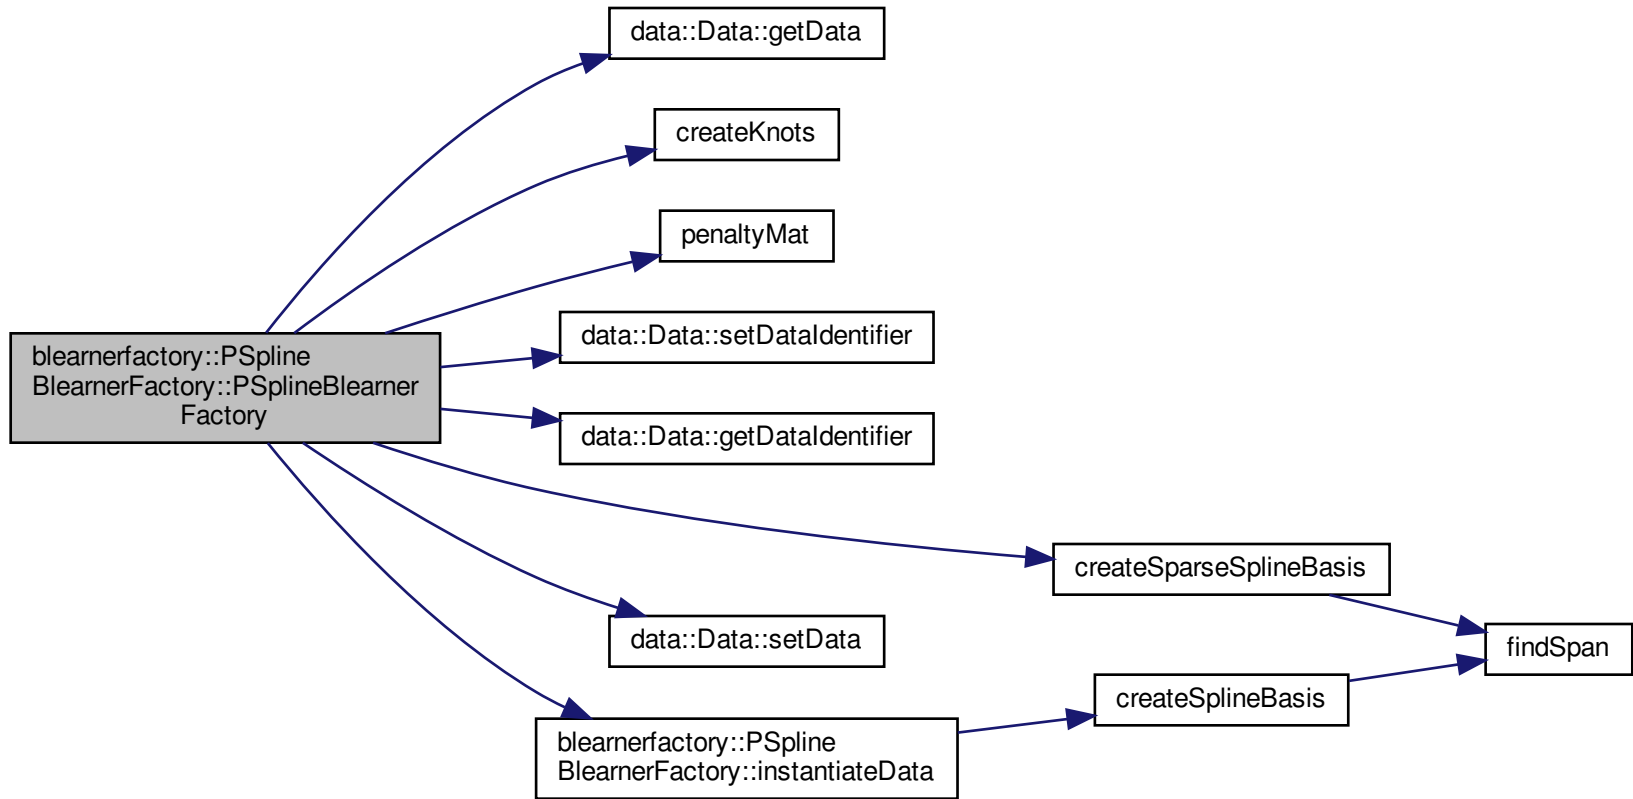 data::Data::getData
createKnots
penaltyMat
data::Data::setDataIdentifier
blearnerfactory::PSpline
BlearnerFactory::PSplineBlearner
Factory
data::Data::getDataIdentifier
createSparseSplineBasis
data::Data::setData
findSpan
createSplineBasis
blearnerfactory::PSpline
BlearnerFactory::instantiateData